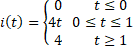 i(t) = { 0    t ≤ 0
4t  0 ≤ t ≤ 1
4    t ≥ 1